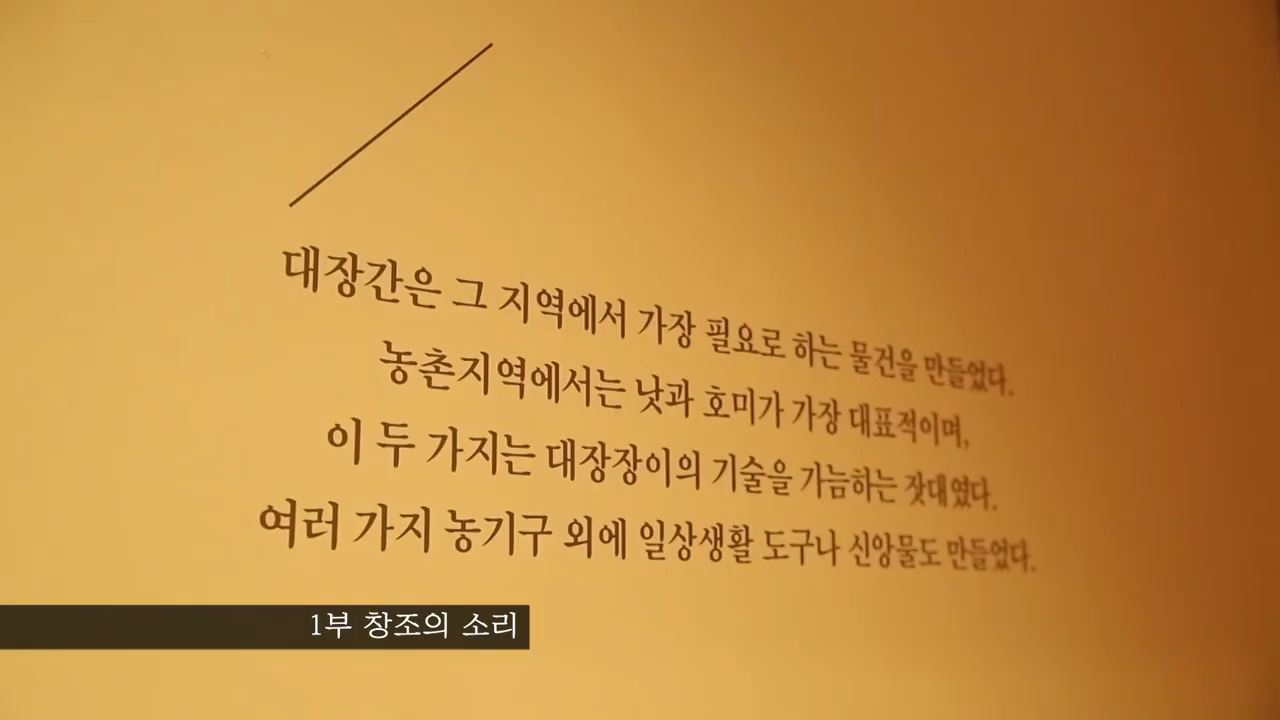 대장간은 그 지역에서 가장 필요로 하는 물건을 만들었다.
농촌지역에서는 낫과 호미가 가장 대표적이며,
이 두 가지는 대장장이의 기술을 가늠하는 잣대였다.
여러 가지 농기구 외에 일상생활 도구나 신앙물도 만들었다.
1부 창조의 소리